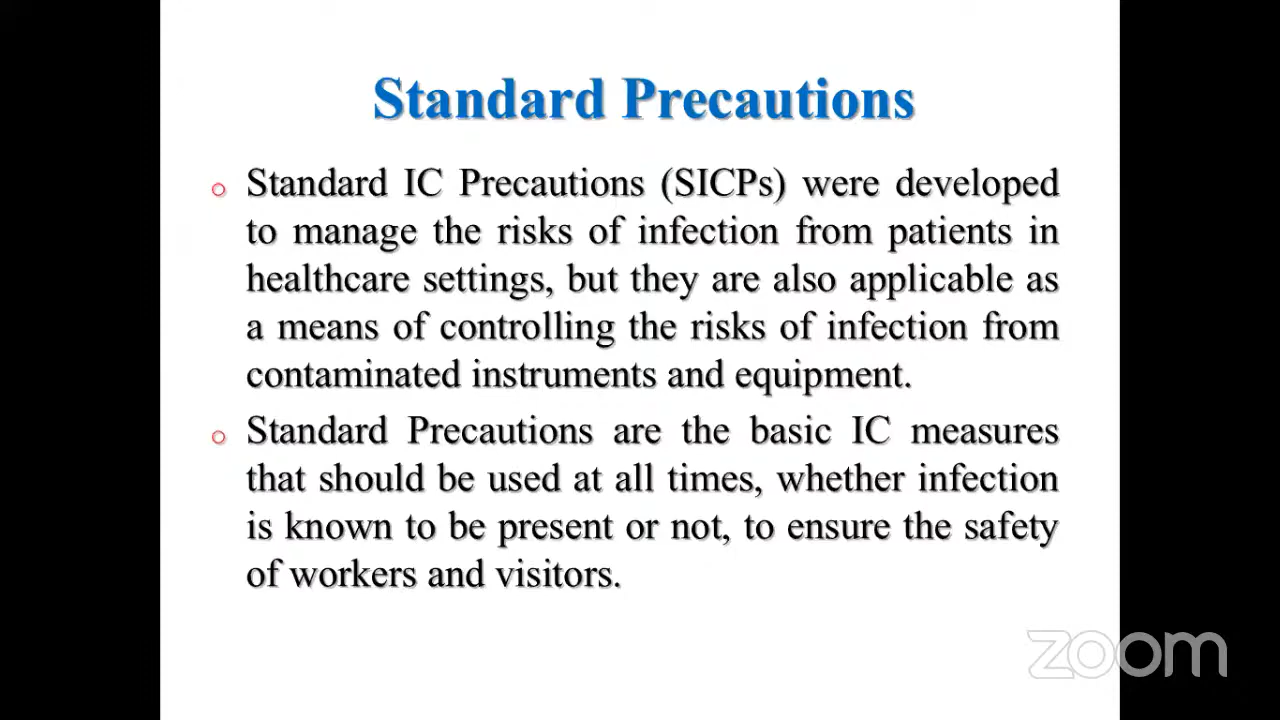 Standard Precautions
Standard IC Precautions (SICPs) were developed
to manage the risks of infection from patients in
healthcare settings, but they are also applicable as
a means of controlling the risks of infection from
contaminated instruments and equipment.
Standard Precautions are the basic IC measures
that should be used at all times, whether infection
is known to be present or not, to ensure the safety
of workers and visitors.
zoom